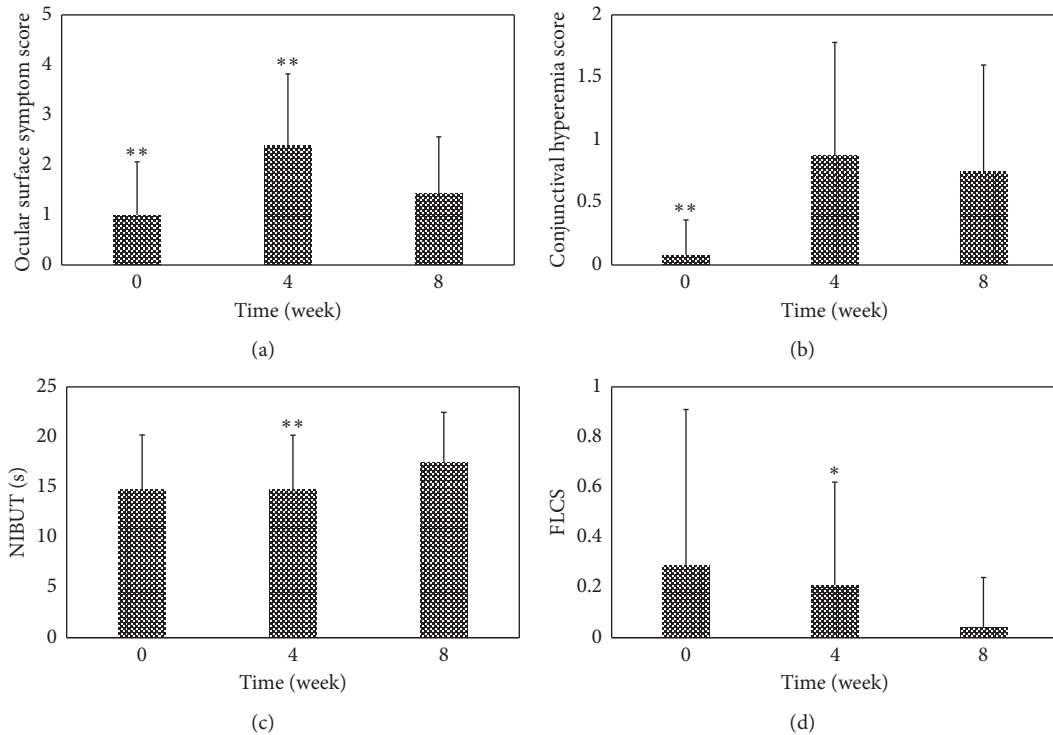 Ocular surface symptom score
5
4
3
2
1
0
**
**
0 4 8
Time (week)
(a)
Conjunctival hyperemia score
2
1.5
1
0.5
0
**
0 4 8
Time (week)
(b)
NIBUT (s)
25
20
15
10
5
0
**
0 4 8
Time (week)
(c)
FLCS
1
0.8
0.6
0.4
0.2
0
*
0 4 8
Time (week)
(d)